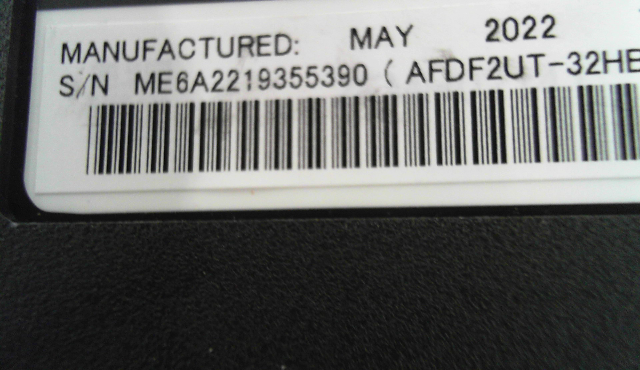 MANUFACTURED: MAY 2022
S/N ME6A2219355390 ( AFDF2UT-32HE